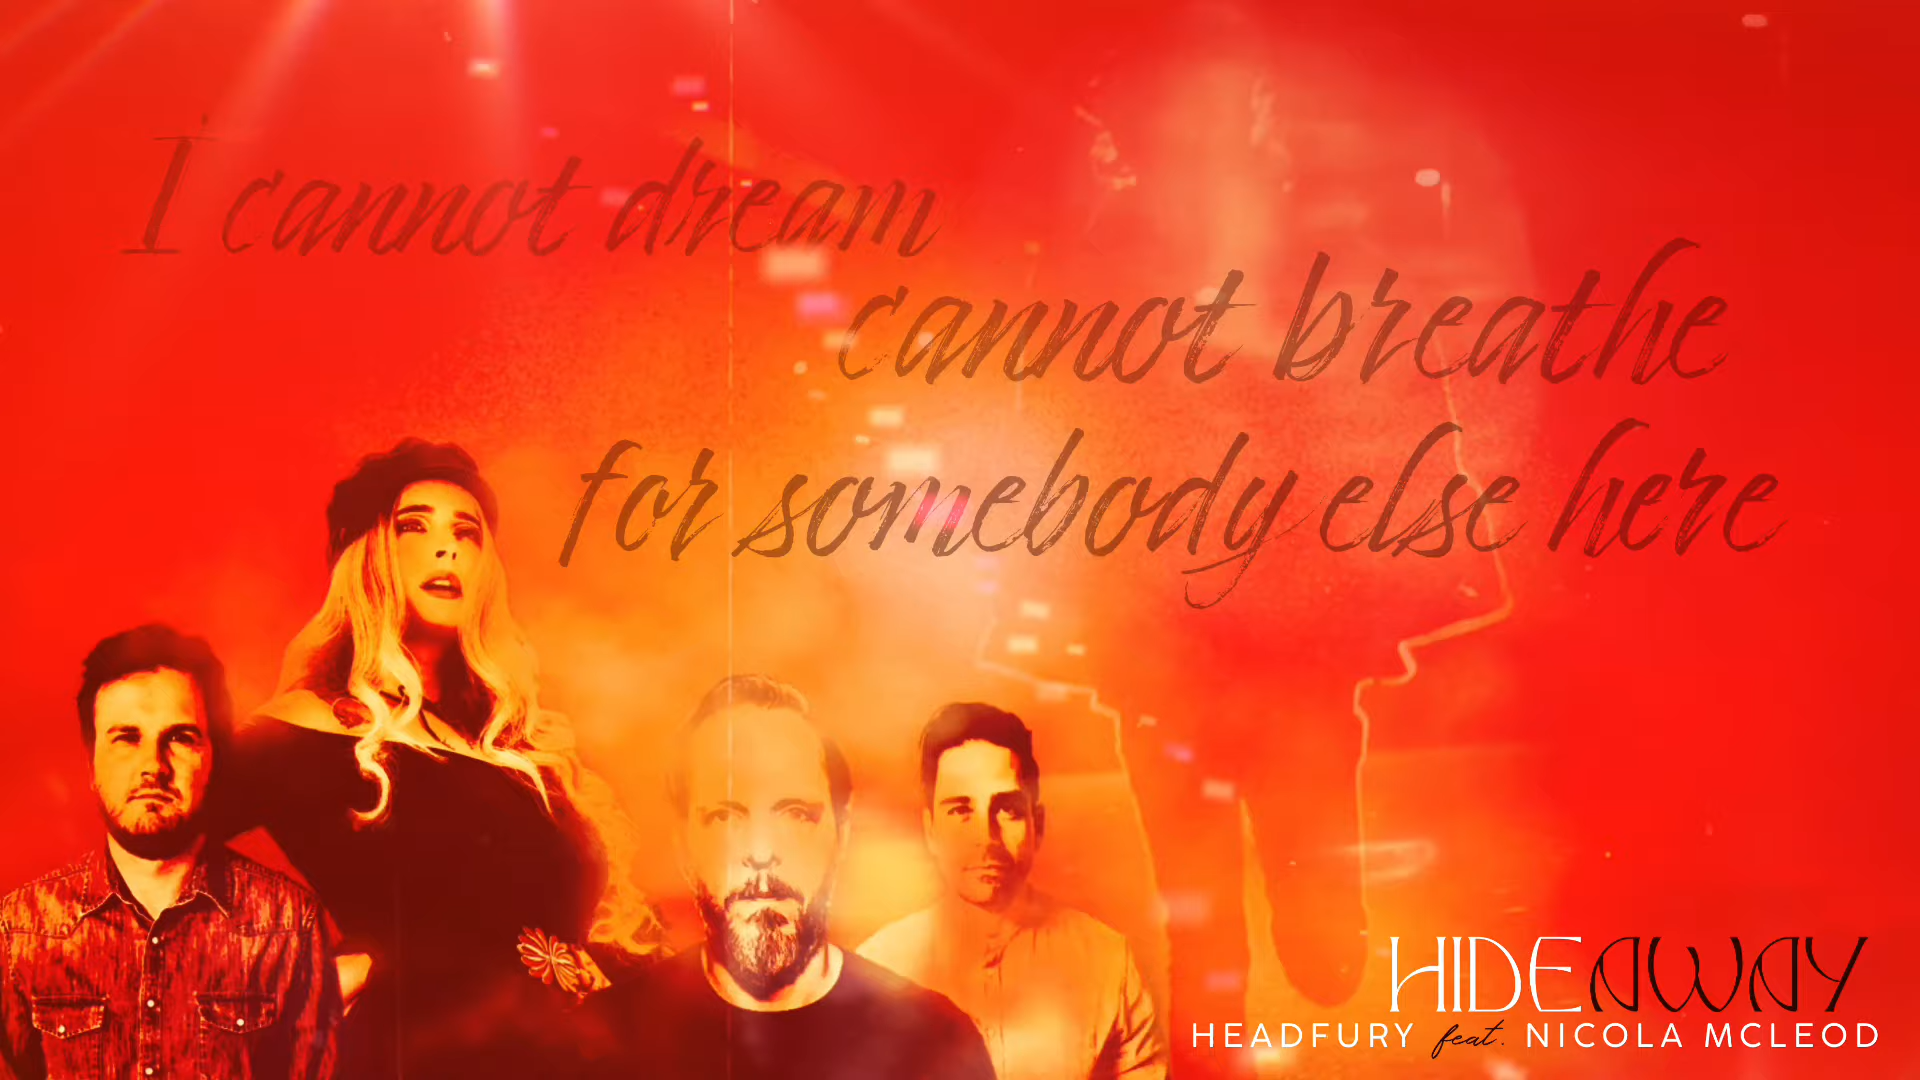 I cannot dream
cannot breathe
for somebody else here
HIDEAWAY
HEADFURY feat. NICOLA MCLEOD